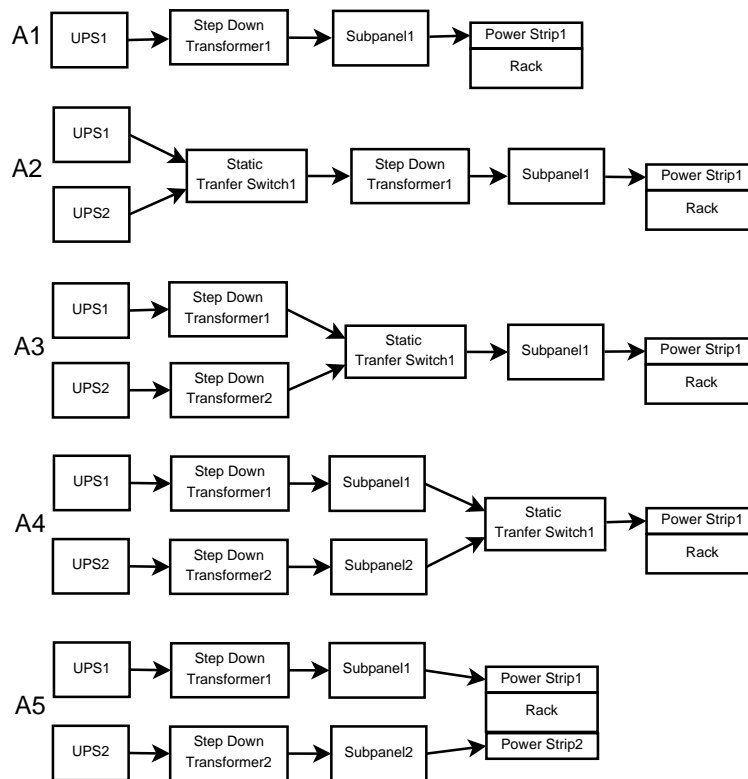 A1
UPS1
Step Down
Transformer1
Subpanel1
Power Strip1
Rack
A2
UPS1
UPS2
Static
Tranfer Switch1
Step Down
Transformer1
Subpanel1
Power Strip1
Rack
A3
UPS1
Step Down
Transformer1
UPS2
Step Down
Transformer2
Static
Tranfer Switch1
Subpanel1
Power Strip1
Rack
A4
UPS1
Step Down
Transformer1
Subpanel1
UPS2
Step Down
Transformer2
Subpanel2
Static
Tranfer Switch1
Power Strip1
Rack
A5
UPS1
Step Down
Transformer1
Subpanel1
Power Strip1
Rack
UPS2
Step Down
Transformer2
Subpanel2
Power Strip2